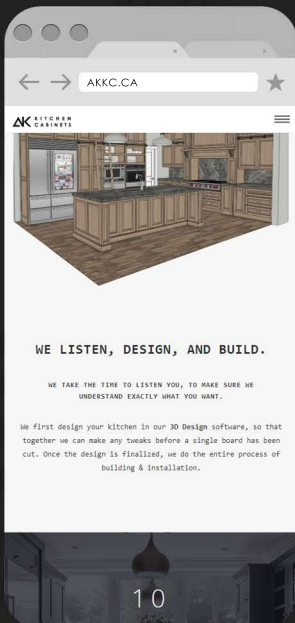 AKKC.CA
AK KITCHEN
CABINETS
WE LISTEN, DESIGN, AND BUILD.
WE TAKE THE TIME TO LISTEN YOU, TO MAKE SURE WE
UNDERSTAND EXACTLY WHAT YOU WANT.
We first design your kitchen in our 3D Design software, so that
together we can make any tweaks before a single board has been
cut. Once the design is finalized, we do the entire process of
building & installation.
10